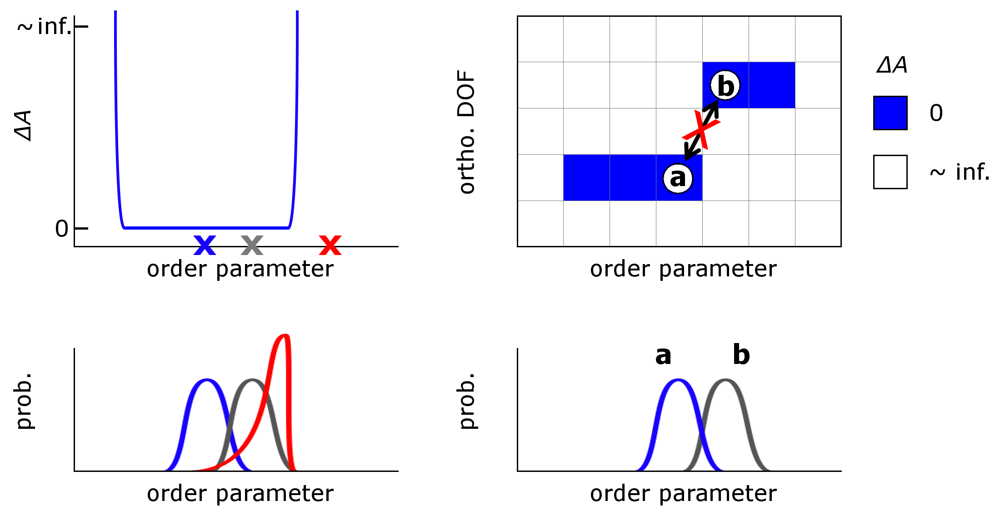 ~ inf.
ΔA
0
x x x
order parameter
ortho. DOF
b
a
order parameter
ΔA
0
~ inf.
prob.
order parameter
a b
prob.
order parameter